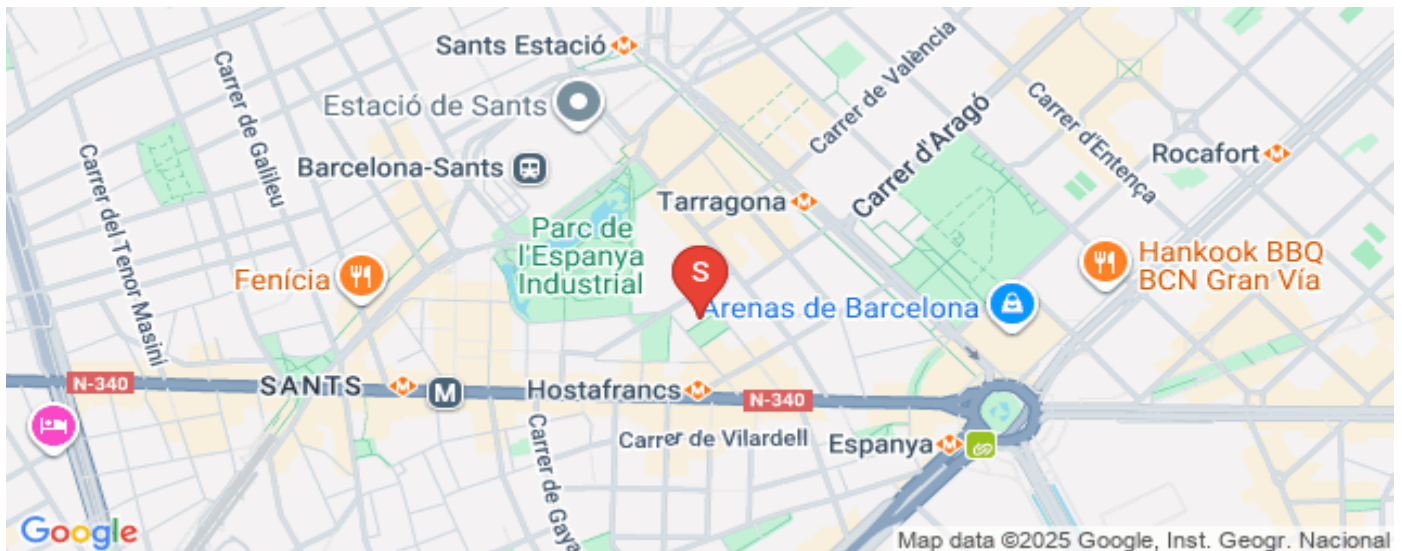 Sants Estació
Estació de Sants
Barcelona-Sants
Carrer de Galileu
Carrer del Tenor Masini
Carrer de València
Carrer d'Aragó
Carrer d'Entença
Rocafort
Tarragona
Parc de
l'Espanya
Industrial
S
Fenícia
Arenas de Barcelona
Hankook BBQ
BCN Gran Vía
N-340
SANTS
M
Hostafrancs
N-340
Carrer de Gaya
Carrer de Vilardell
Espanya
Google
Map data ©2025 Google, Inst. Geogr. Nacional